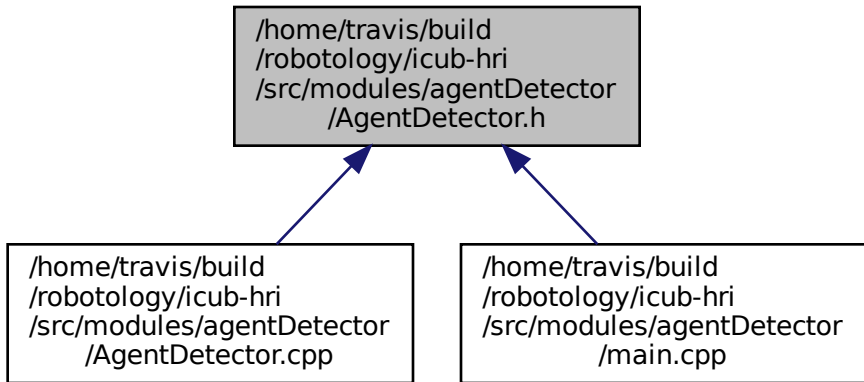 /home/travis/build
/robotology/icub-hri
/src/modules/agentDetector
/AgentDetector.h
/home/travis/build
/robotology/icub-hri
/src/modules/agentDetector
/AgentDetector.cpp
/home/travis/build
/robotology/icub-hri
/src/modules/agentDetector
/main.cpp